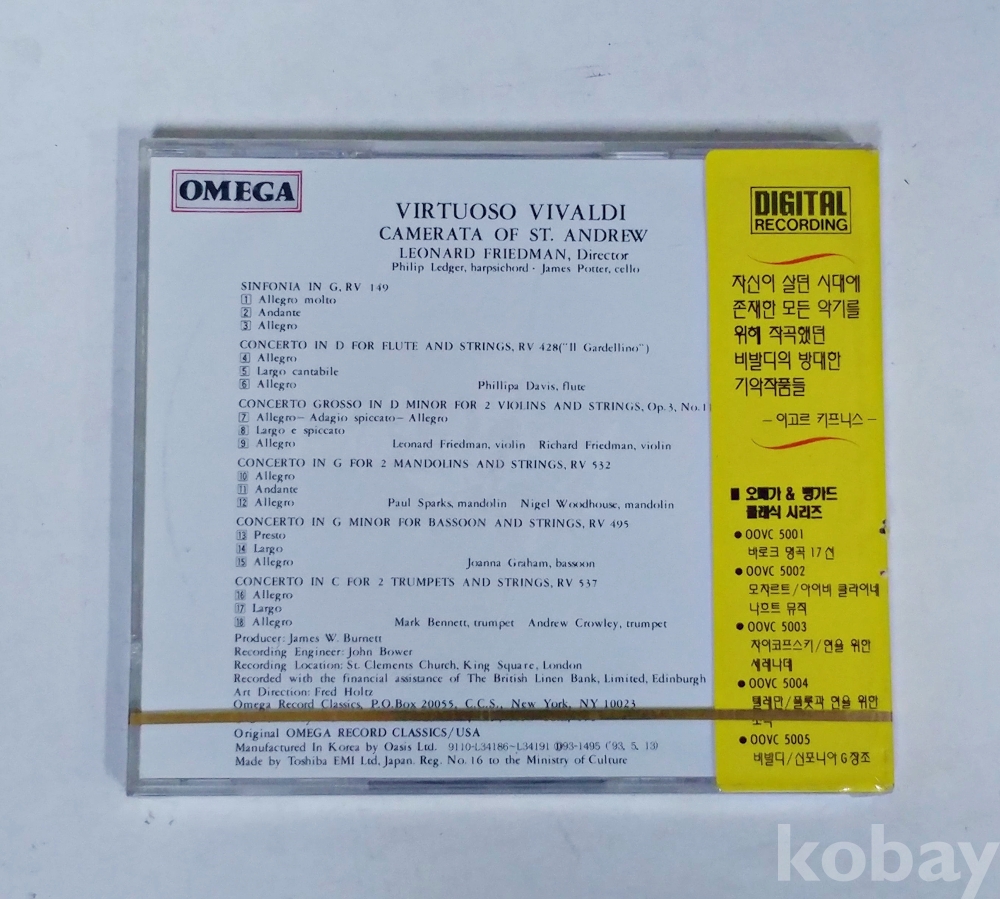 OMEGA
VIRTUOSO VIVALDI
CAMERATA OF ST. ANDREW
LEONARD FRIEDMAN, Director
Philip Ledger, harpsichord · James Potter, cello
SINFONIA IN G, RV 149
1 Allegro molto
2 Andante
3 Allegro
CONCERTO IN D FOR FLUTE AND STRINGS, RV 428("Il Gardellino")
4 Allegro
5 Largo cantabile
6 Allegro Phillipa Davis, flute
CONCERTO GROSSO IN D MINOR FOR 2 VIOLINS AND STRINGS, Op.3, No.11
7 Allegro— Adagio spiccato— Allegro
8 Largo e spiccato
9 Allegro Leonard Friedman, violin Richard Friedman, violin
CONCERTO IN G FOR 2 MANDOLINS AND STRINGS, RV 532
10 Allegro
11 Andante
12 Allegro Paul Sparks, mandolin Nigel Woodhouse, mandolin
CONCERTO IN G MINOR FOR BASSOON AND STRINGS, RV 495
13 Presto
14 Largo
15 Allegro Joanna Graham, bassoon
CONCERTO IN C FOR 2 TRUMPETS AND STRINGS, RV 537
16 Allegro
17 Largo
18 Allegro Mark Bennett, trumpet Andrew Crowley, trumpet
Producer: James W. Burnett
Recording Engineer: John Bower
Recording Location: St. Clements Church, King Square, London
Recorded with the financial assistance of The British Linen Bank, Limited, Edinburgh
Art Direction: Fred Holtz
Omega Record Classics, P.O.Box 20055, C.C.S., New York, NY 10023
Original OMEGA RECORD CLASSICS/USA
Manufactured In Korea by Oasis Ltd. 9110-L34186~L34191 Ⓓ93-1495 ('93. 5. 13)
Made by Toshiba EMI Ltd, Japan. Reg. No. 16 to the Ministry of Culture
DIGITAL
RECORDING
자신이 살던 시대에
존재한 모든 악기를
위해 작곡했던
비발디의 방대한
기악작품들
– 이고르 키프니스 –
■ 오메가 & 뱅가드
클래식 시리즈
● OOVC 5001
바로크 명곡 17선
● OOVC 5002
모차르트/아이네 클라이네
나흐트 뮤직
● OOVC 5003
차이코프스키/현을 위한
세레나데
● OOVC 5004
텔레만/플룻과 현을 위한
● OOVC 5005
비발디/신포니아 G장조
kobay